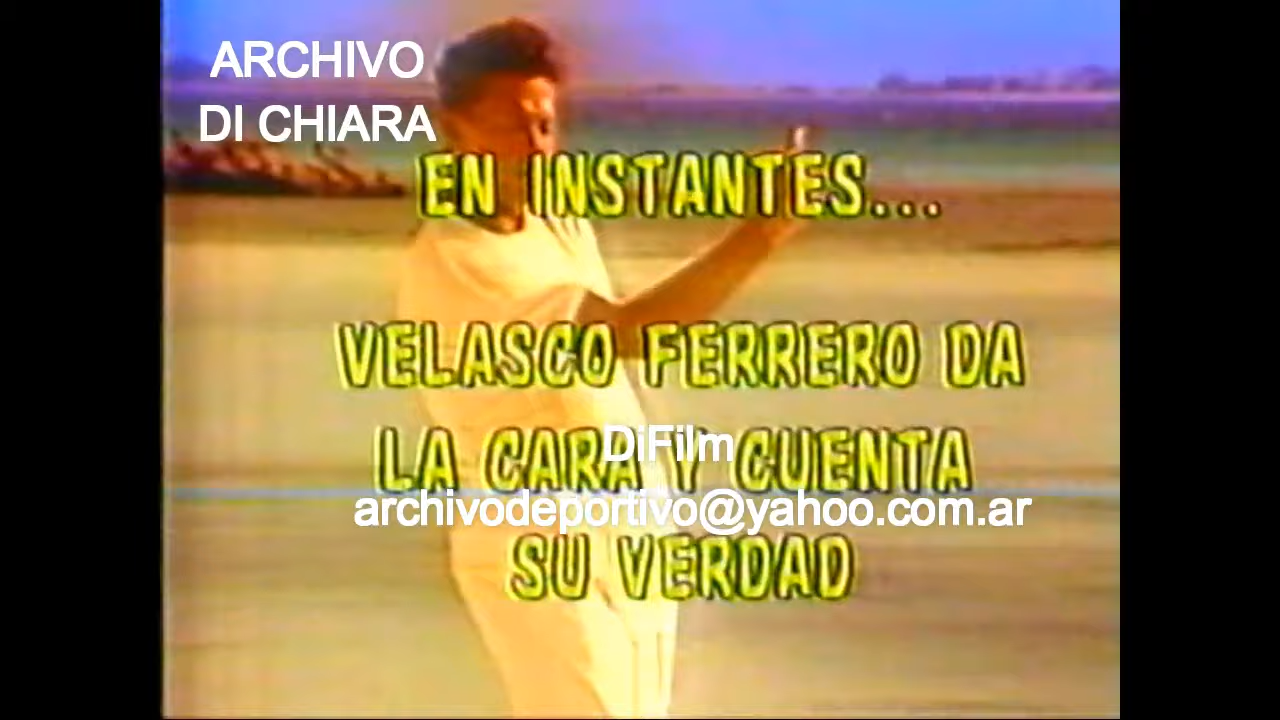 ARCHIVO
DI CHIARA
EN INSTANTES...
VELASCO FERRERO DA
LA CARA Y CUENTA
DiFilm
archivodeportivo@yahoo.com.ar
SU VERDAD